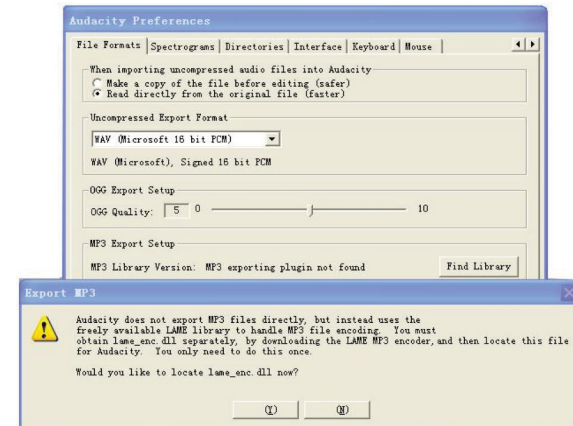 Audacity Preferences
File Formats Spectrograms Directories Interface Keyboard Mouse
When importing uncompressed audio files into Audacity
Make a copy of the file before editing (safer)
Read directly from the original file (faster)
Uncompressed Export Format
WAV (Microsoft 16 bit PCM)
WAV (Microsoft), Signed 16 bit PCM
OGG Export Setup
OGG Quality: 5 0 10
MP3 Export Setup
MP3 Library Version: MP3 exporting plugin not found Find Library
Export MP3
Audacity does not export MP3 files directly, but instead uses the
freely available LAME library to handle MP3 file encoding. You must
obtain lame_enc.dll separately, by downloading the LAME MP3 encoder, and then locate this file
for Audacity. You only need to do this once.
Would you like to locate lame_enc.dll now?
(Y) (N)